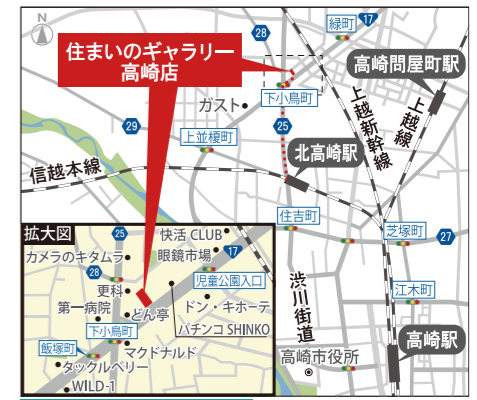 N
28
緑町
17
住まいのギャラリー
高崎店
高崎問屋町駅
下小鳥町
ガスト
上越新幹線
上越線
29
25
上並榎町
北高崎駅
信越本線
住吉町
芝塚町
27
渋川街道
江木町
高崎駅
高崎市役所
拡大図
25
快活 CLUB
17
カメラのキタムラ
眼鏡市場
28
児童公園入口
更科
ドン・キホーテ
第一病院
どん亭
パチンコ SHINKO
下小鳥町
飯塚町
マクドナルド
タックルベリー
WILD-1